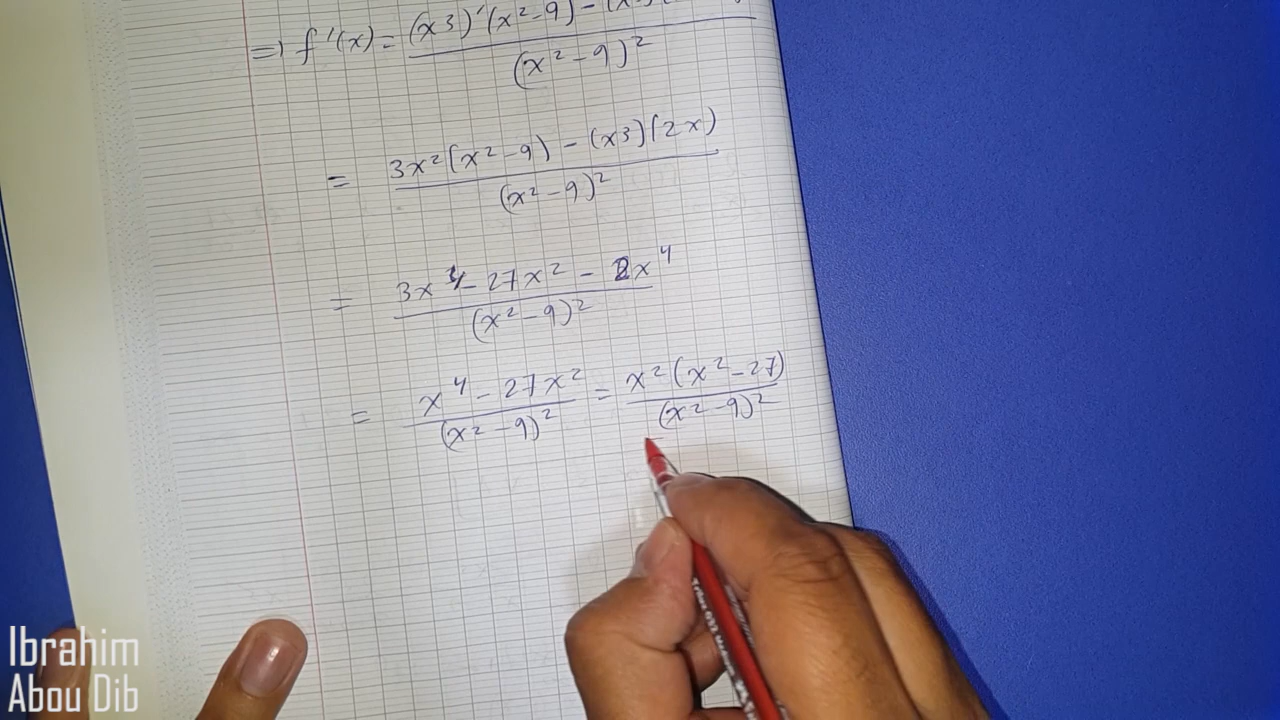 ⇒ f'(x) = (x3)'(x²-9) - (x
(x² - 9)²
= 3x²(x²-9) - (x3)(2x)
(x²-9)²
= 3x⁴ - 27x² - 2x⁴
(x²-9)²
= x⁴ - 27x² = x²(x²-27)
(x²-9)² (x²-9)²
Ibrahim
Abou Dib